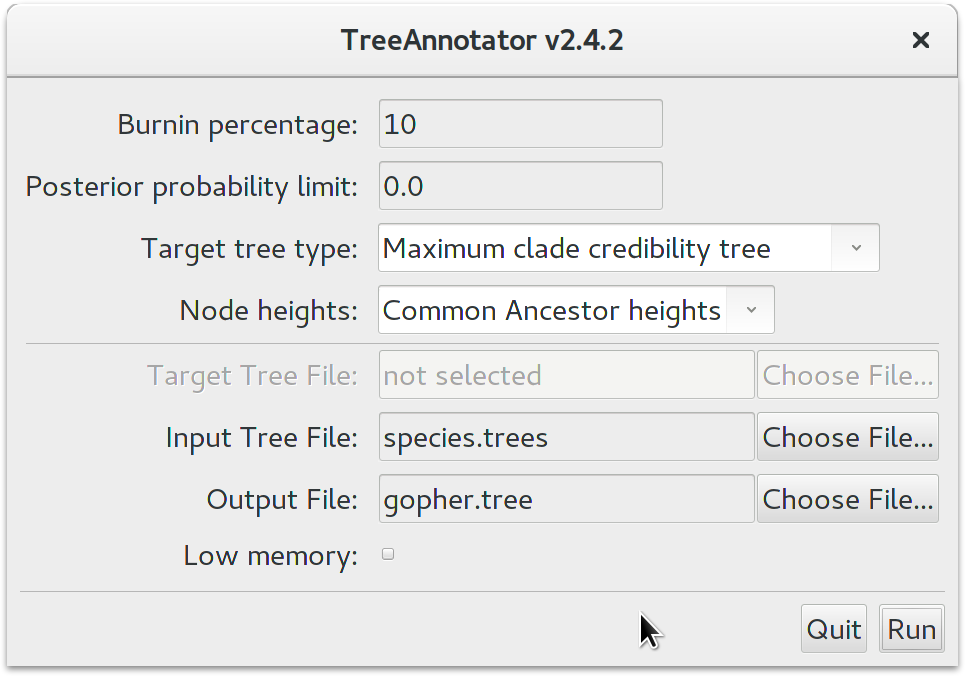 TreeAnnotator v2.4.2
Burnin percentage: 10
Posterior probability limit: 0.0
Target tree type: Maximum clade credibility tree
Node heights: Common Ancestor heights
Target Tree File: not selected Choose File...
Input Tree File: species.trees Choose File...
Output File: gopher.tree Choose File...
Low memory:
Quit Run